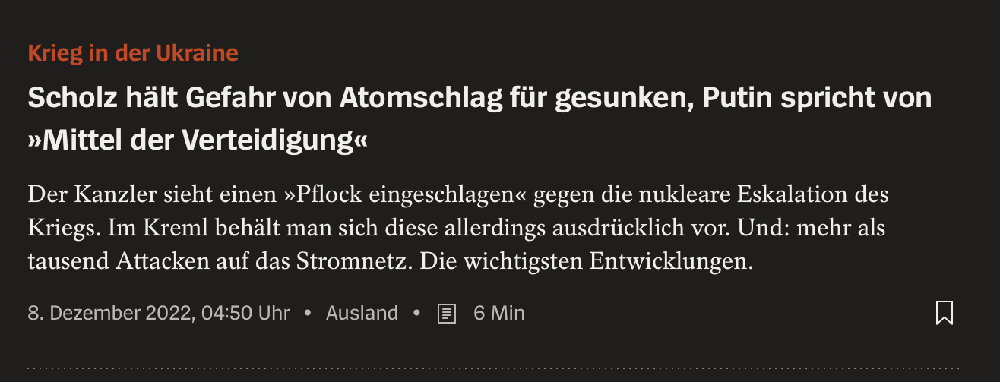 Krieg in der Ukraine
Scholz hält Gefahr von Atomschlag für gesunken, Putin spricht von
»Mittel der Verteidigung«
Der Kanzler sieht einen »Pflock eingeschlagen« gegen die nukleare Eskalation des
Kriegs. Im Kreml behält man sich diese allerdings ausdrücklich vor. Und: mehr als
tausend Attacken auf das Stromnetz. Die wichtigsten Entwicklungen.
8. Dezember 2022, 04:50 Uhr • Ausland • 6 Min